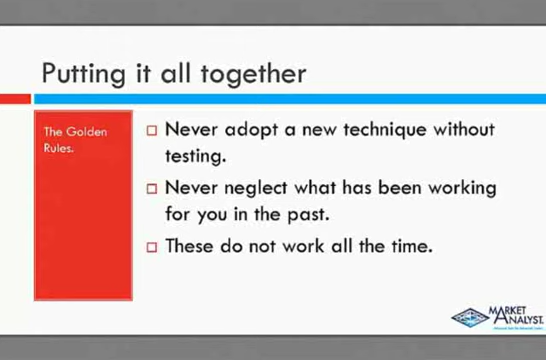 Putting it all together
The Golden
Rules.
Never adopt a new technique without
testing.
Never neglect what has been working
for you in the past.
These do not work all the time.
MARKET
ANALYST.